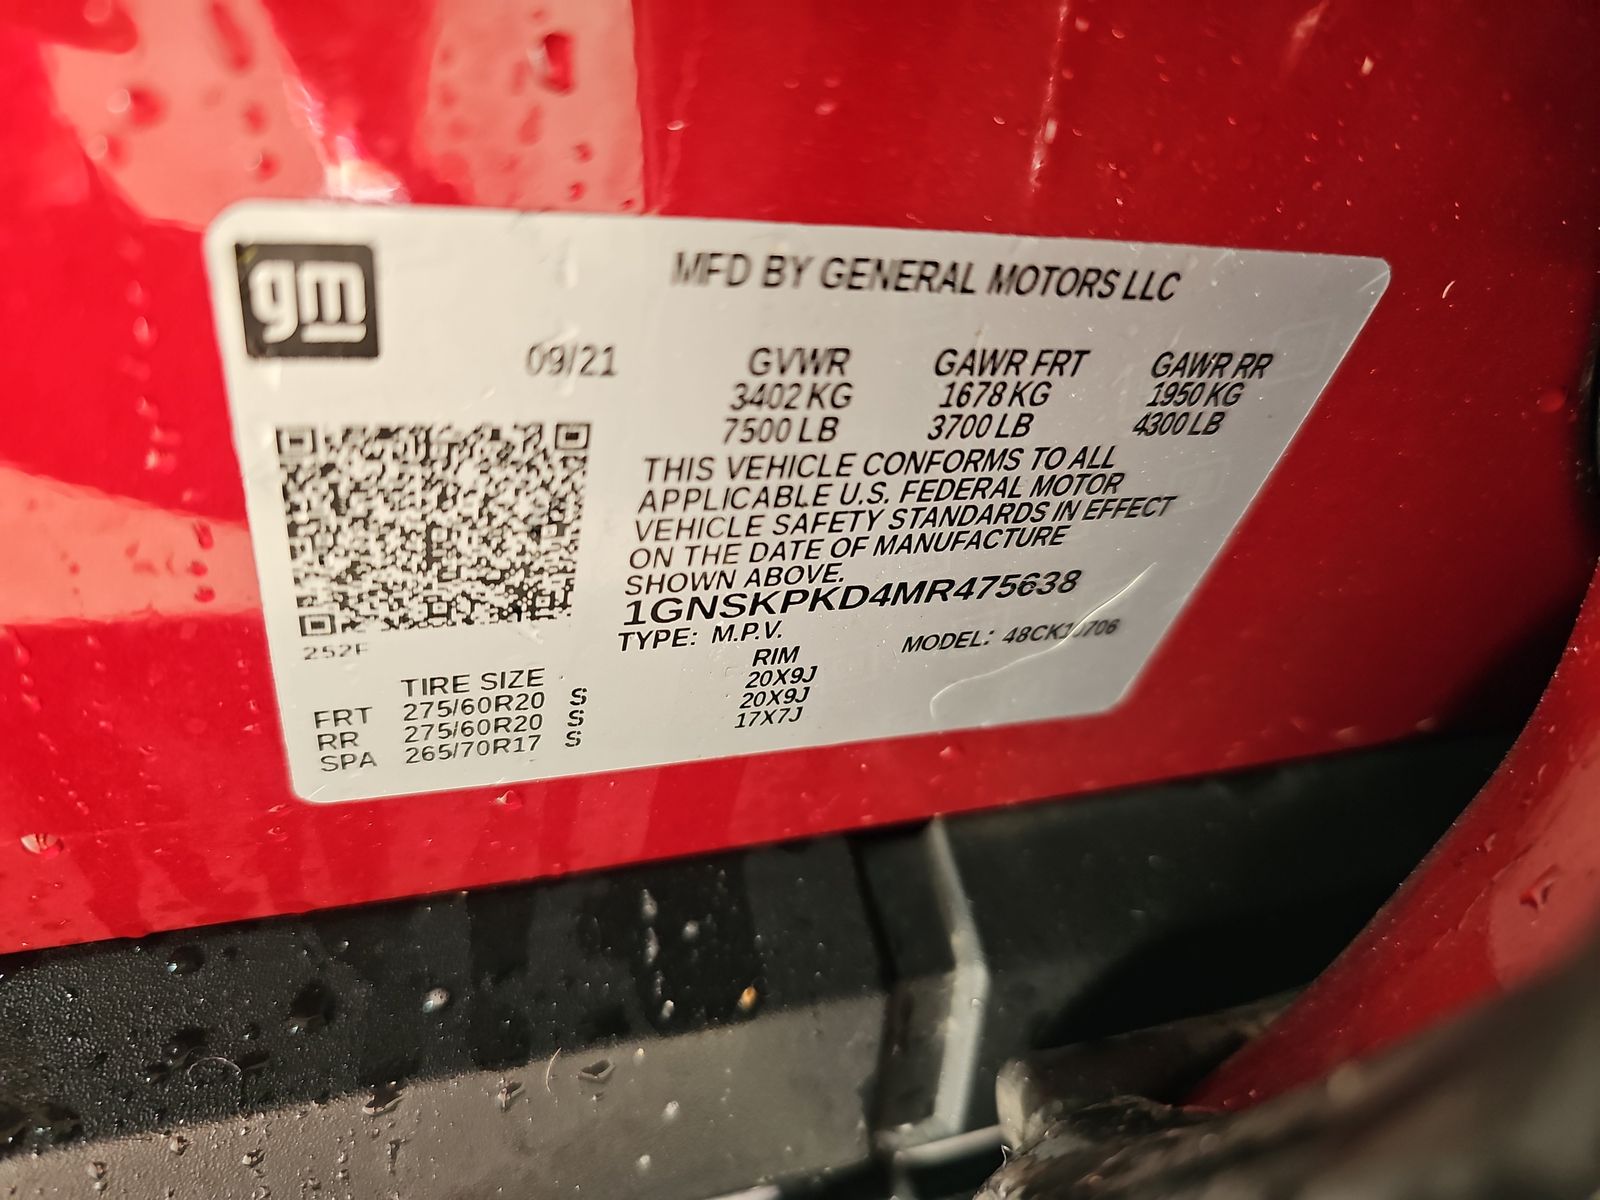 gm
MFD BY GENERAL MOTORS LLC
09/21 GVWR GAWR FRT GAWR RR
3402 KG 1678 KG 1950 KG
7500 LB 3700 LB 4300 LB
THIS VEHICLE CONFORMS TO ALL
APPLICABLE U.S. FEDERAL MOTOR
VEHICLE SAFETY STANDARDS IN EFFECT
ON THE DATE OF MANUFACTURE
SHOWN ABOVE.
1GNSKPKD4MR475638
TYPE: M.P.V. MODEL:
TIRE SIZE RIM
FRT 275/60R20 S 20X9J
RR 275/60R20 S 20X9J
SPA 265/70R17 S 17X7J